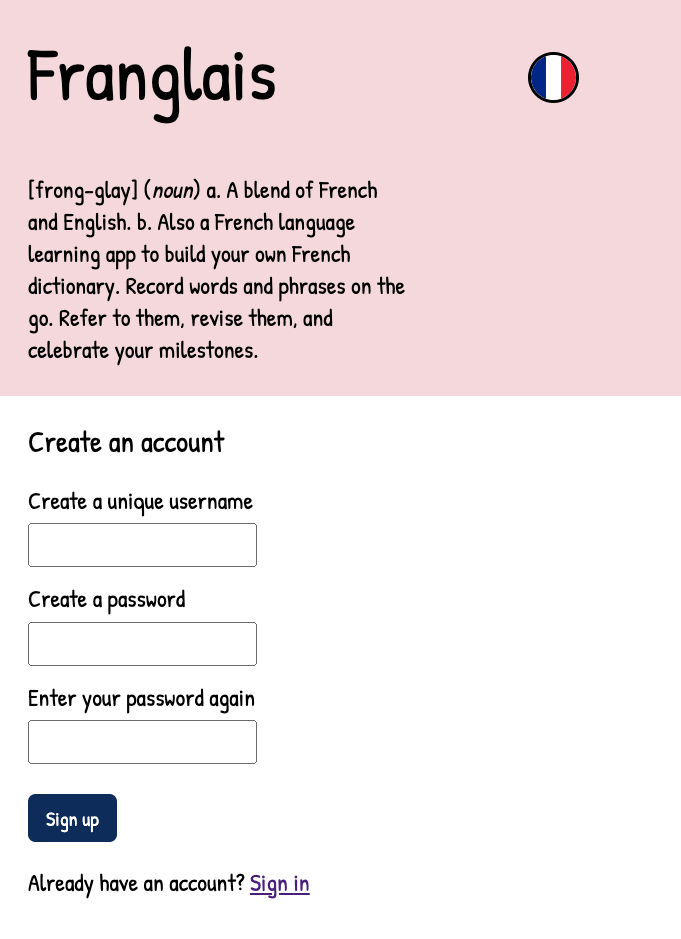 Franglais
[frong-glay] (noun) a. A blend of French
and English. b. Also a French language
learning app to build your own French
dictionary. Record words and phrases on the
go. Refer to them, revise them, and
celebrate your milestones.
Create an account
Create a unique username
Create a password
Enter your password again
Sign up
Already have an account? Sign in